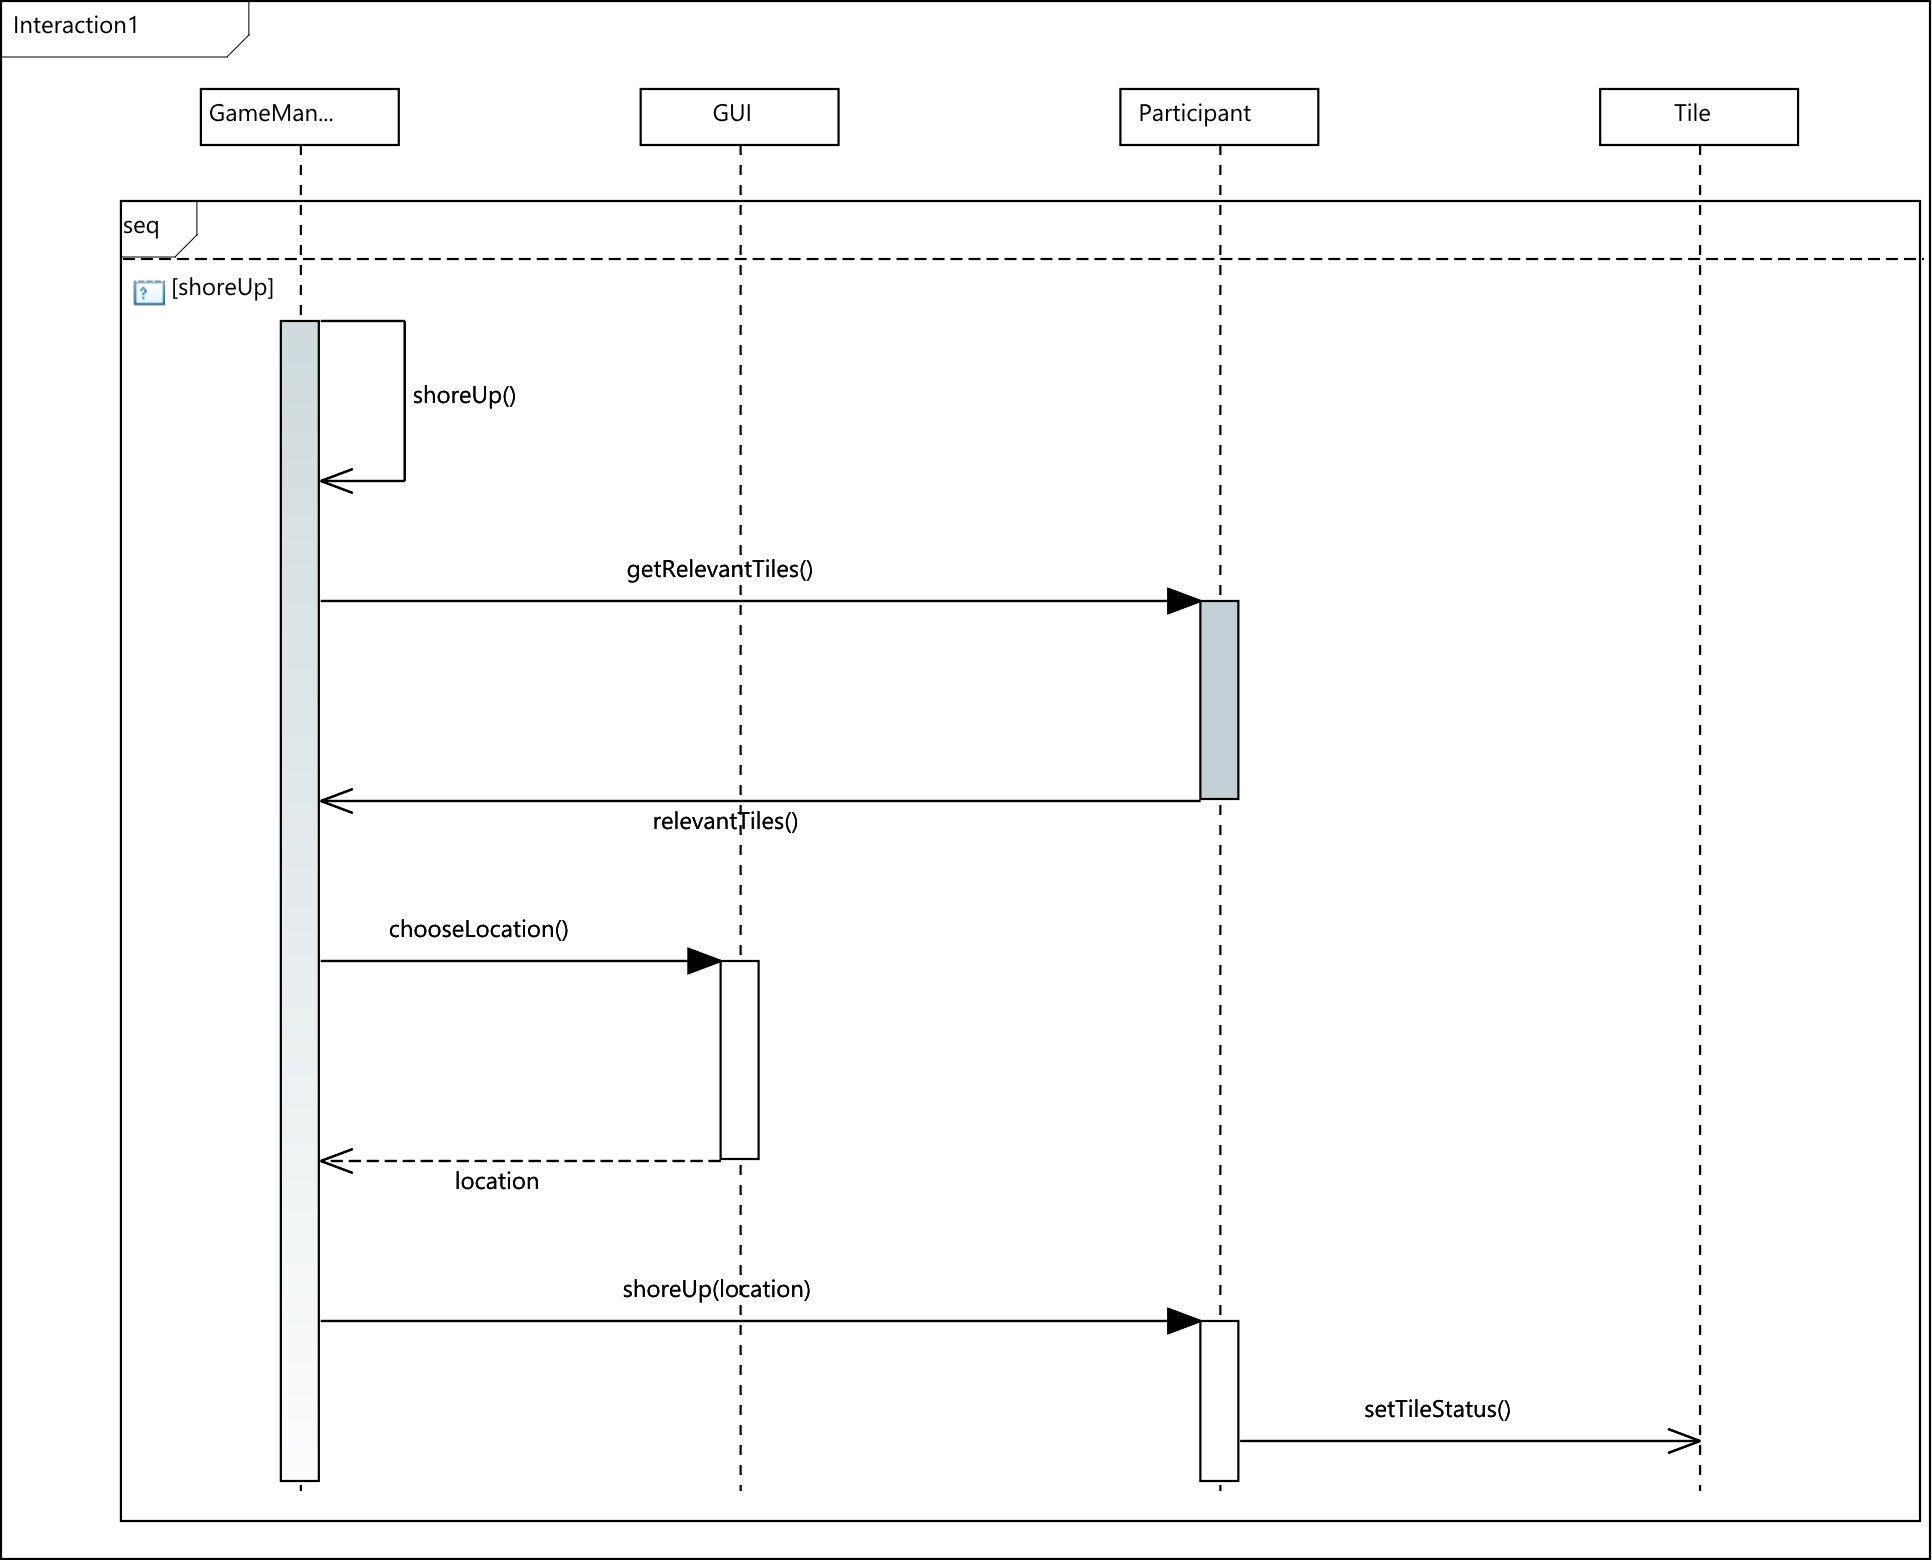 Interaction1
GameMan...
GUI
Participant
Tile
seq
?
[shoreUp]
shoreUp()
getRelevantTiles()
relevantTiles()
chooseLocation()
location
shoreUp(location)
setTileStatus()